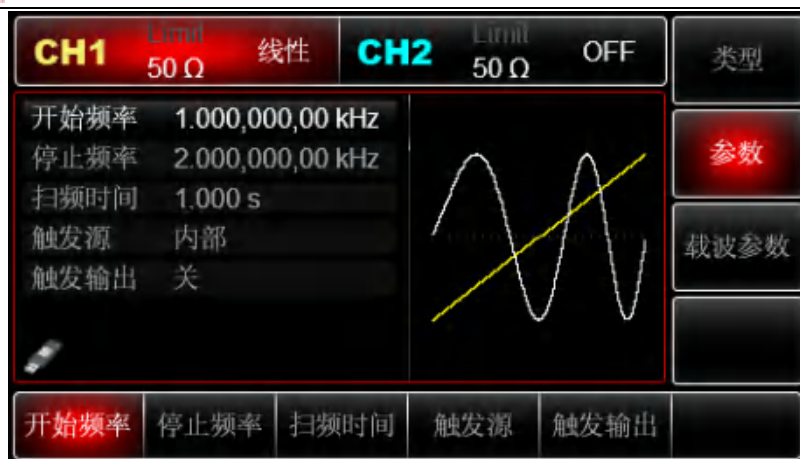 CH1 Limit 50 Ω 线性 CH2 Limit 50 Ω OFF 类型
开始频率 1.000,000,00 kHz
停止频率 2.000,000,00 kHz
扫频时间 1.000 s
触发源 内部
触发输出 关
参数
载波参数
开始频率 停止频率 扫频时间 触发源 触发输出